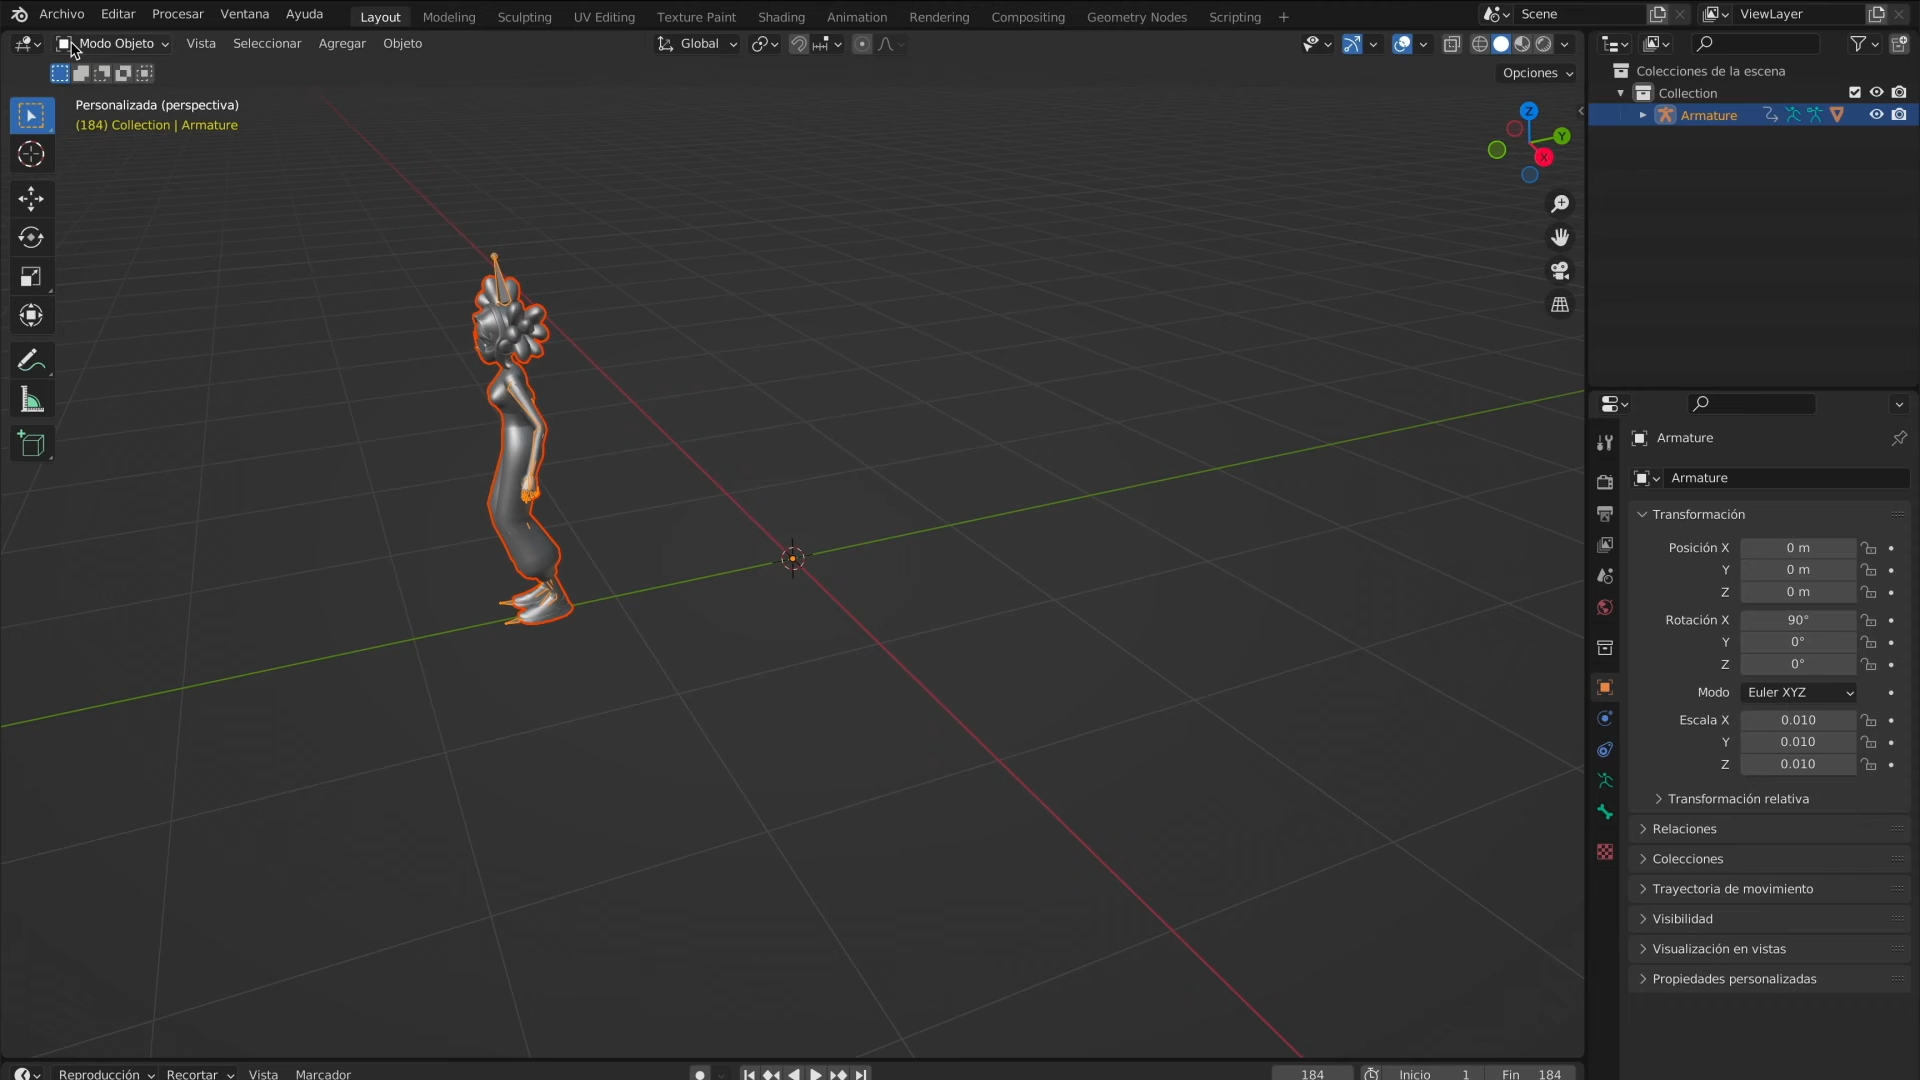 Archivo Editar Procesar Ventana Ayuda Layout Modeling Sculpting UV Editing Texture Paint Shading Animation Rendering Compositing Geometry Nodes Scripting + Scene ViewLayer
Modo Objeto Vista Seleccionar Agregar Objeto Global
Opciones
Personalizada (perspectiva)
(184) Collection | Armature
Z
Y
X
Colecciones de la escena
Collection
Armature
Armature
Armature
Transformación
Posición X 0 m
Y 0 m
Z 0 m
Rotación X 90°
Y 0°
Z 0°
Modo Euler XYZ
Escala X 0.010
Y 0.010
Z 0.010
Transformación relativa
Relaciones
Colecciones
Trayectoria de movimiento
Visibilidad
Visualización en vistas
Propiedades personalizadas
Reproducción Recortar Vista Marcador 184 Inicio 1 Fin 184